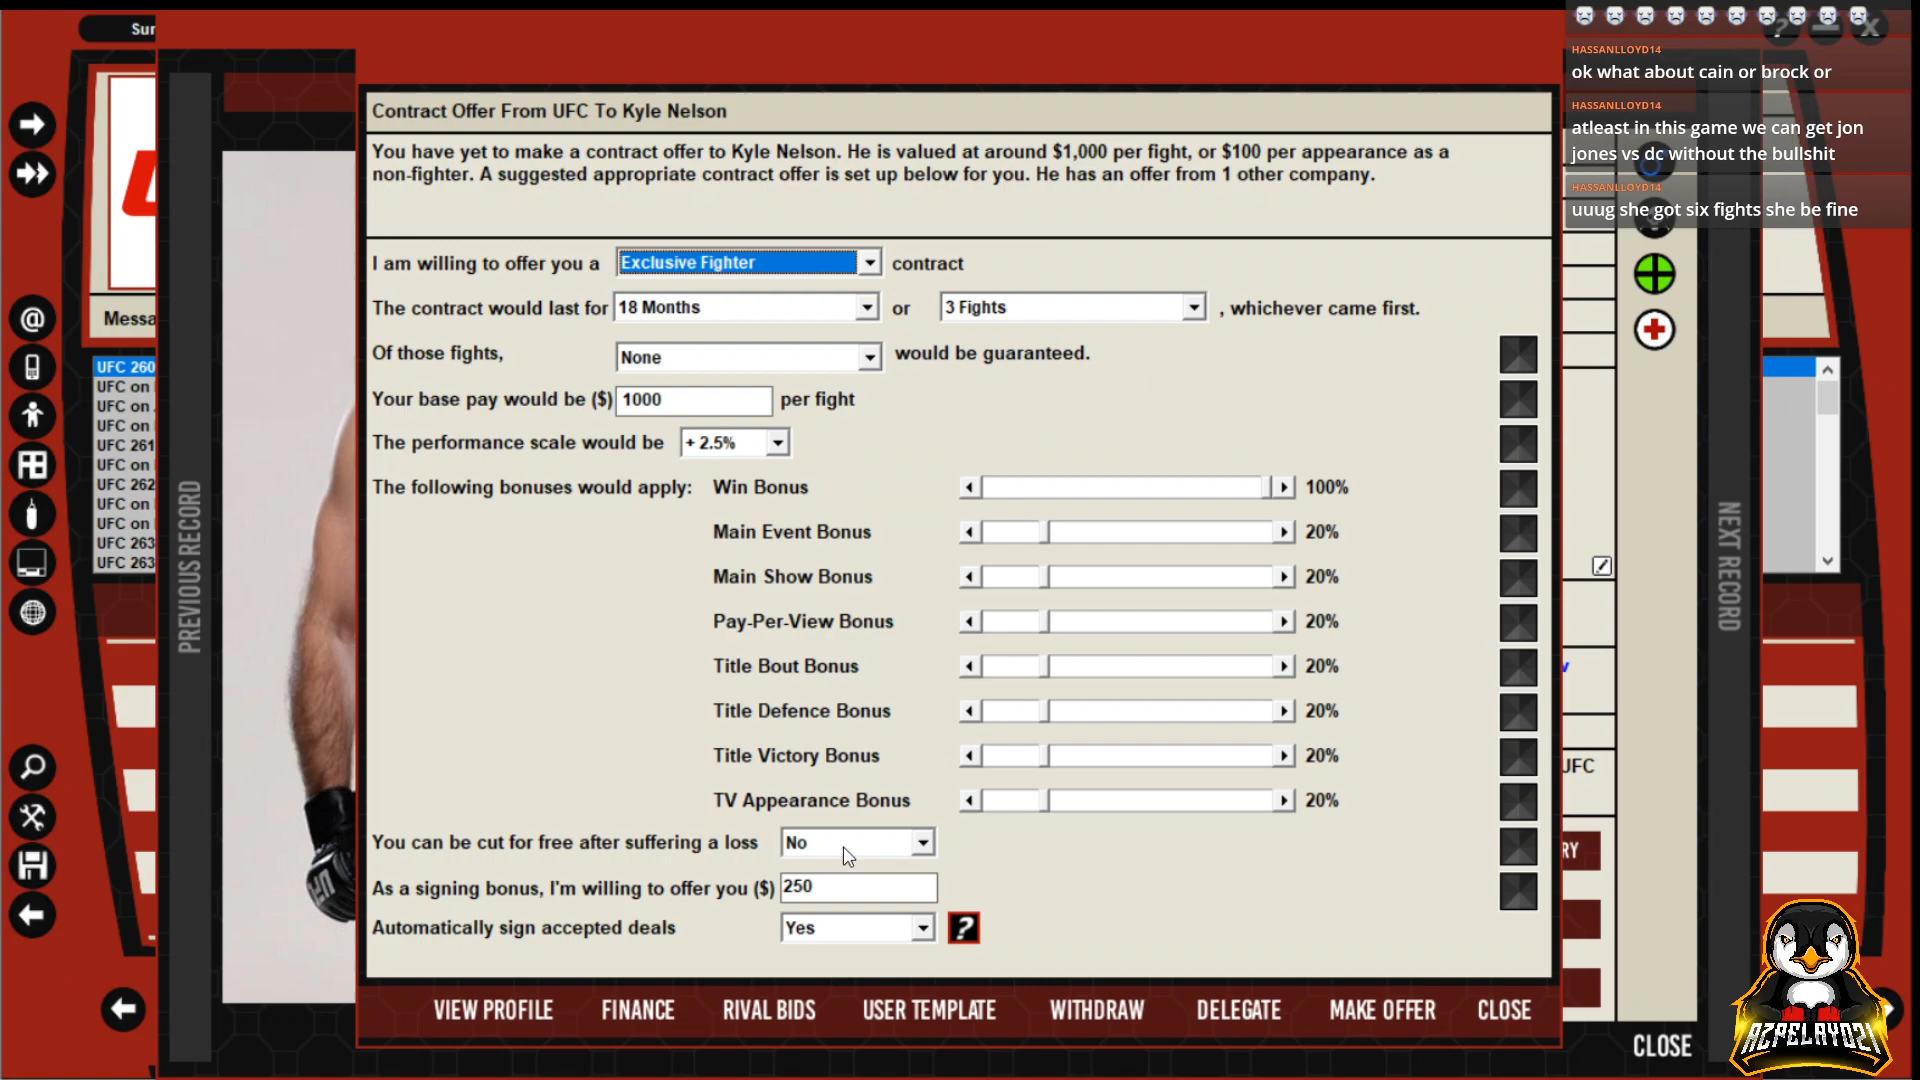 Sur
HASSANLLOYD14
ok what about cain or brock or
HASSANLLOYD14
atleast in this game we can get jon
jones vs dc without the bullshit
HASSANLLOYD14
uuug she got six fights she be fine
Contract Offer From UFC To Kyle Nelson
You have yet to make a contract offer to Kyle Nelson. He is valued at around $1,000 per fight, or $100 per appearance as a
non-fighter. A suggested appropriate contract offer is set up below for you. He has an offer from 1 other company.
I am willing to offer you a Exclusive Fighter contract
The contract would last for 18 Months or 3 Fights , whichever came first.
Of those fights, None would be guaranteed.
Your base pay would be ($) 1000 per fight
The performance scale would be + 2.5%
The following bonuses would apply: Win Bonus 100%
Main Event Bonus 20%
Main Show Bonus 20%
Pay-Per-View Bonus 20%
Title Bout Bonus 20%
Title Defence Bonus 20%
Title Victory Bonus 20%
TV Appearance Bonus 20%
You can be cut for free after suffering a loss No
As a signing bonus, I'm willing to offer you ($) 250
Automatically sign accepted deals Yes ?
VIEW PROFILE FINANCE RIVAL BIDS USER TEMPLATE WITHDRAW DELEGATE MAKE OFFER CLOSE
Messa
UFC 260
UFC on
UFC on
UFC on
UFC 261
UFC on
UFC 262
UFC on
UFC on
UFC 263
UFC 263
PREVIOUS RECORD
NEXT RECORD
UFC
RY
CLOSE
AZPELAYO21